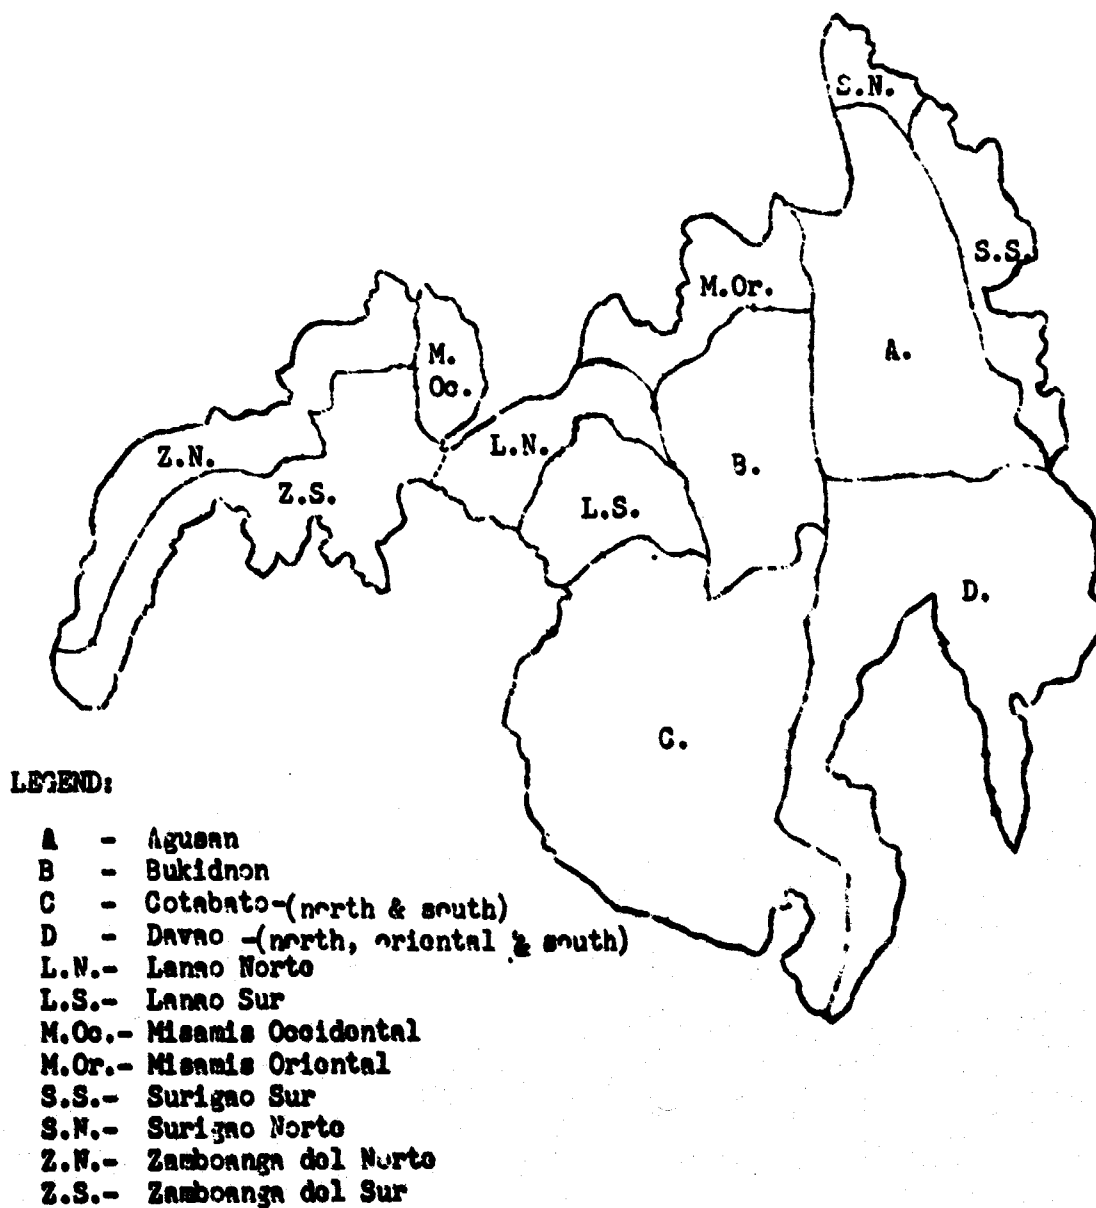 S.N.
S.S.
M.Or.
A.
M.
Oc.
L.N.
Z.N.
B.
Z.S.
L.S.
D.
C.
LEGEND:
A - Agusan
B - Bukidnon
C - Cotabato-(north & south)
D - Davao -(north, oriental & south)
L.N.- Lanao Norte
L.S.- Lanao Sur
M.Oc.- Misamis Occidental
M.Or.- Misamis Oriental
S.S.- Surigao Sur
S.N.- Surigao Norte
Z.N.- Zamboanga del Norte
Z.S.- Zamboanga del Sur